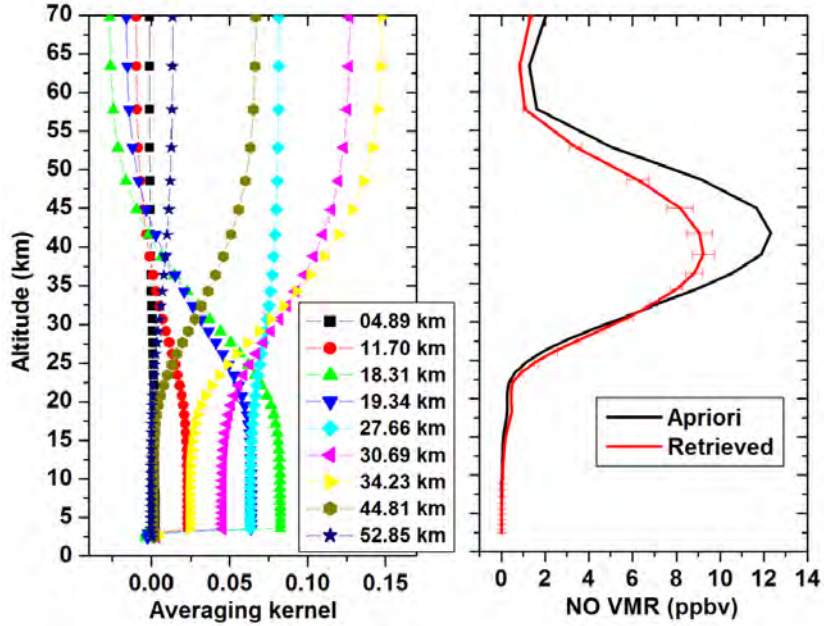 70
65
60
55
50
45
40
35
30
25
20
15
10
5
0
Altitude (km)
0.00 0.05 0.10 0.15
Averaging kernel
04.89 km
11.70 km
18.31 km
19.34 km
27.66 km
30.69 km
34.23 km
44.81 km
52.85 km
Apriori
Retrieved
0 2 4 6 8 10 12 14
NO VMR (ppbv)